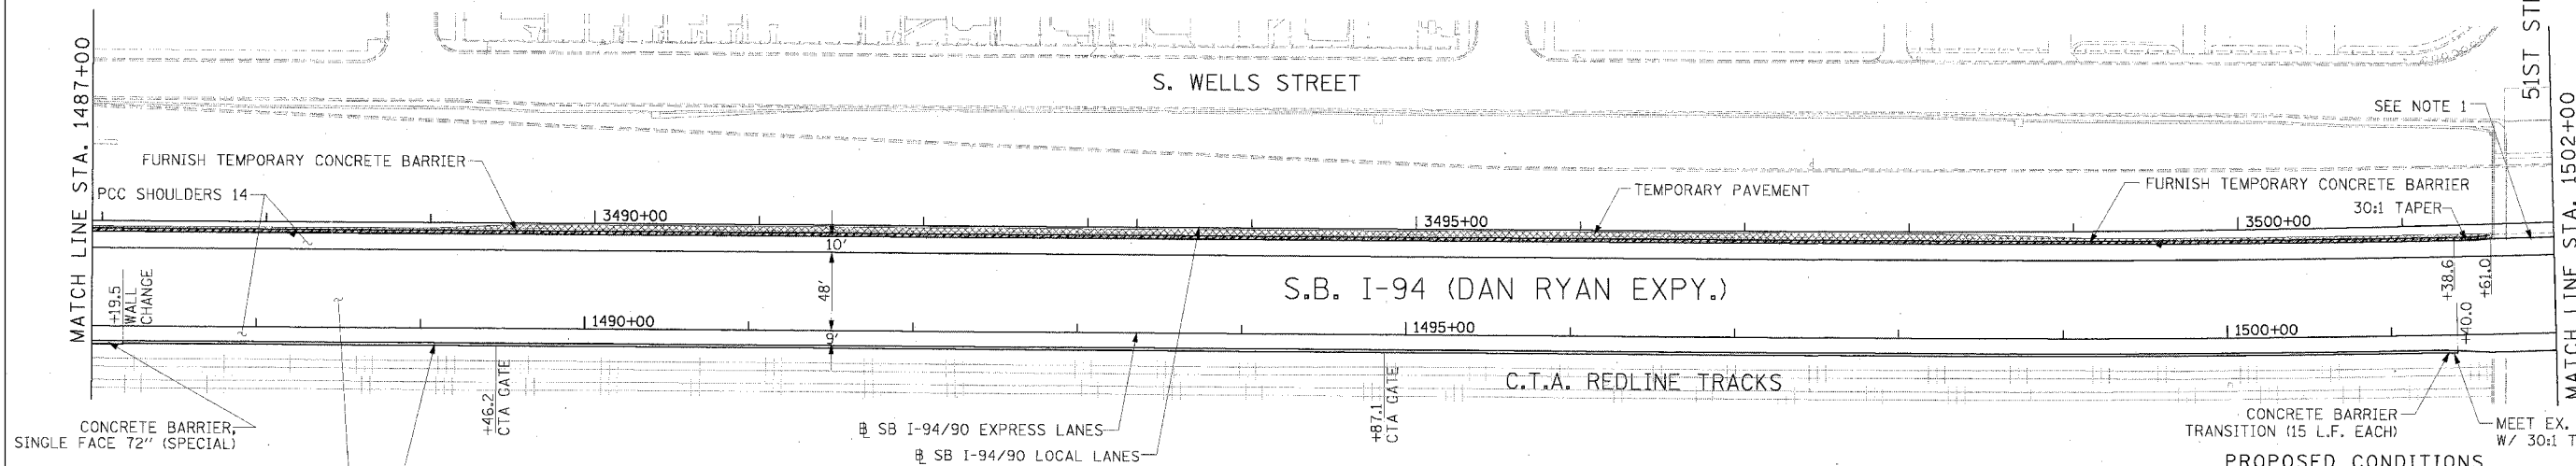 MATCH LINE STA. 1487+00
S. WELLS STREET
51ST
SEE NOTE 1
MATCH LINE STA. 1502+00
FURNISH TEMPORARY CONCRETE BARRIER
PCC SHOULDERS 14
TEMPORARY PAVEMENT
FURNISH TEMPORARY CONCRETE BARRIER
30:1 TAPER
3490+00
3495+00
3500+00
10'
48'
9'
S.B. I-94 (DAN RYAN EXPY.)
+19.5
WALL
CHANGE
+38.6
+61.0
+40.0
1490+00
1495+00
1500+00
+46.2
CTA GATE
+87.1
CTA GATE
C.T.A. REDLINE TRACKS
CONCRETE BARRIER,
SINGLE FACE 72" (SPECIAL)
℄ SB I-94/90 EXPRESS LANES
℄ SB I-94/90 LOCAL LANES
CONCRETE BARRIER
TRANSITION (15 L.F. EACH)
MEET EX.
W/ 30:1
PROPOSED CONDITIONS